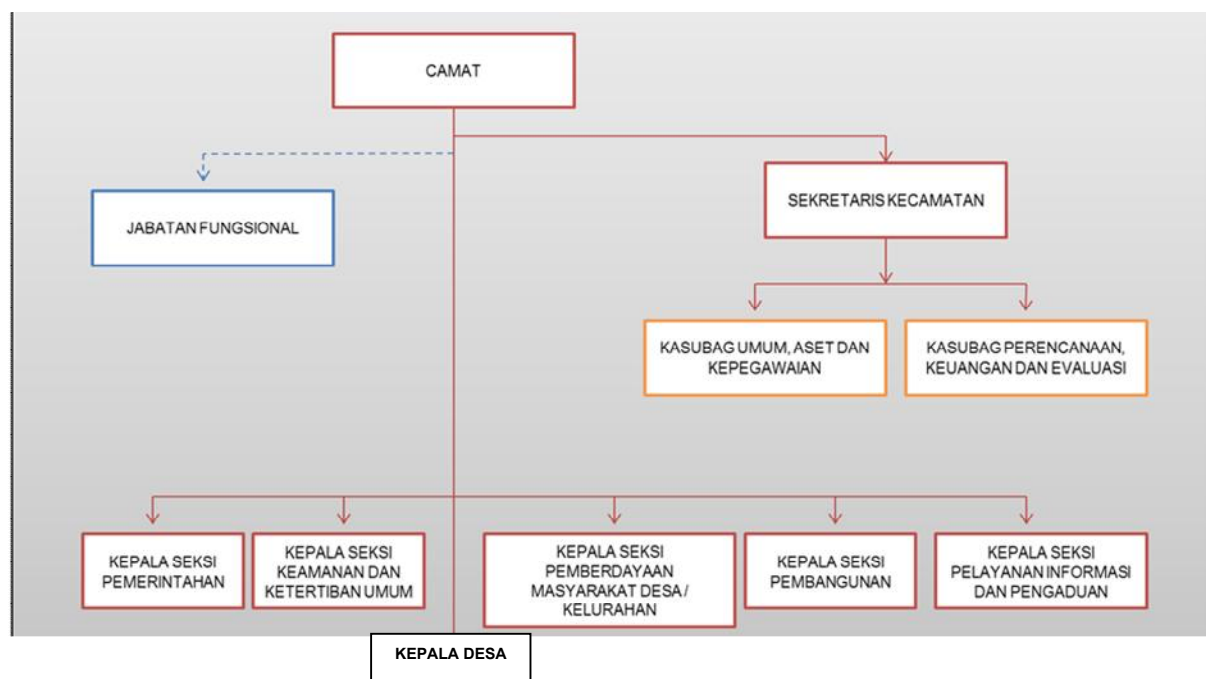 CAMAT
JABATAN FUNGSIONAL
SEKRETARIS KECAMATAN
KASUBAG UMUM, ASET DAN
KEPEGAWAIAN
KASUBAG PERENCANAAN,
KEUANGAN DAN EVALUASI
KEPALA SEKSI
PEMERINTAHAN
KEPALA SEKSI
KEAMANAN DAN
KETERTIBAN UMUM
KEPALA SEKSI
PEMBERDAYAAN
MASYARAKAT DESA /
KELURAHAN
KEPALA SEKSI
PEMBANGUNAN
KEPALA SEKSI
PELAYANAN INFORMASI
DAN PENGADUAN
KEPALA DESA